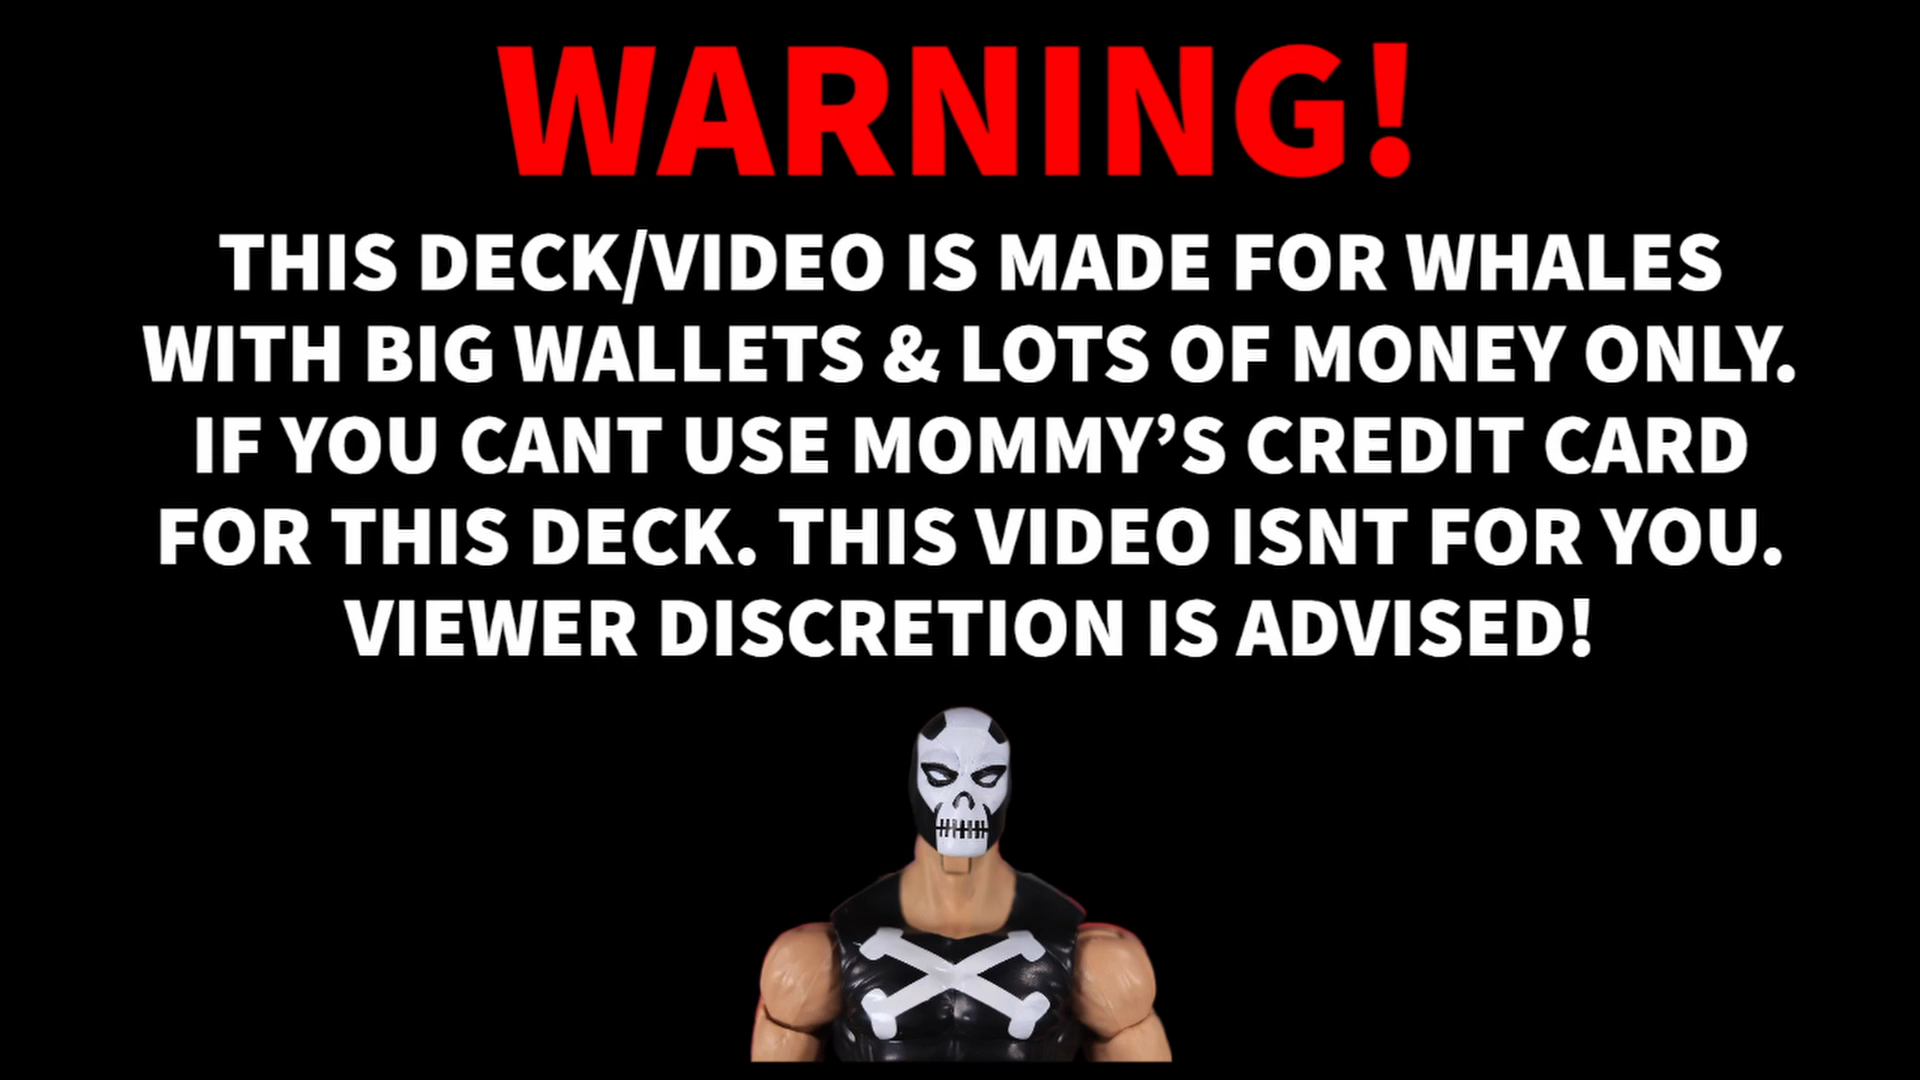 WARNING!
THIS DECK/VIDEO IS MADE FOR WHALES
WITH BIG WALLETS & LOTS OF MONEY ONLY.
IF YOU CANT USE MOMMY’S CREDIT CARD
FOR THIS DECK. THIS VIDEO ISNT FOR YOU.
VIEWER DISCRETION IS ADVISED!